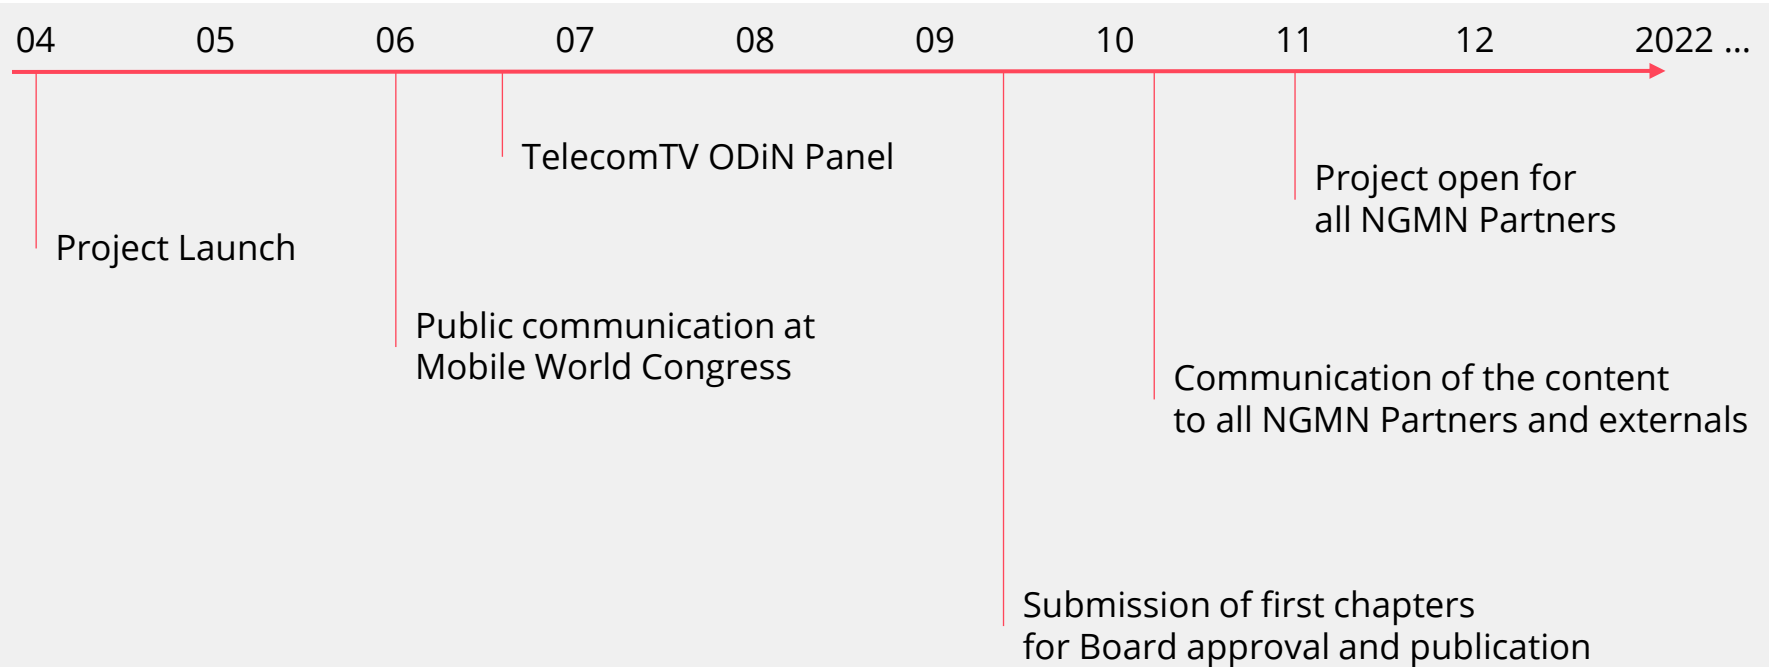 04 05 06 07 08 09 10 11 12 2022 ...
TelecomTV ODiN Panel
Project open for
all NGMN Partners
Project Launch
Public communication at
Mobile World Congress
Communication of the content
to all NGMN Partners and externals
Submission of first chapters
for Board approval and publication